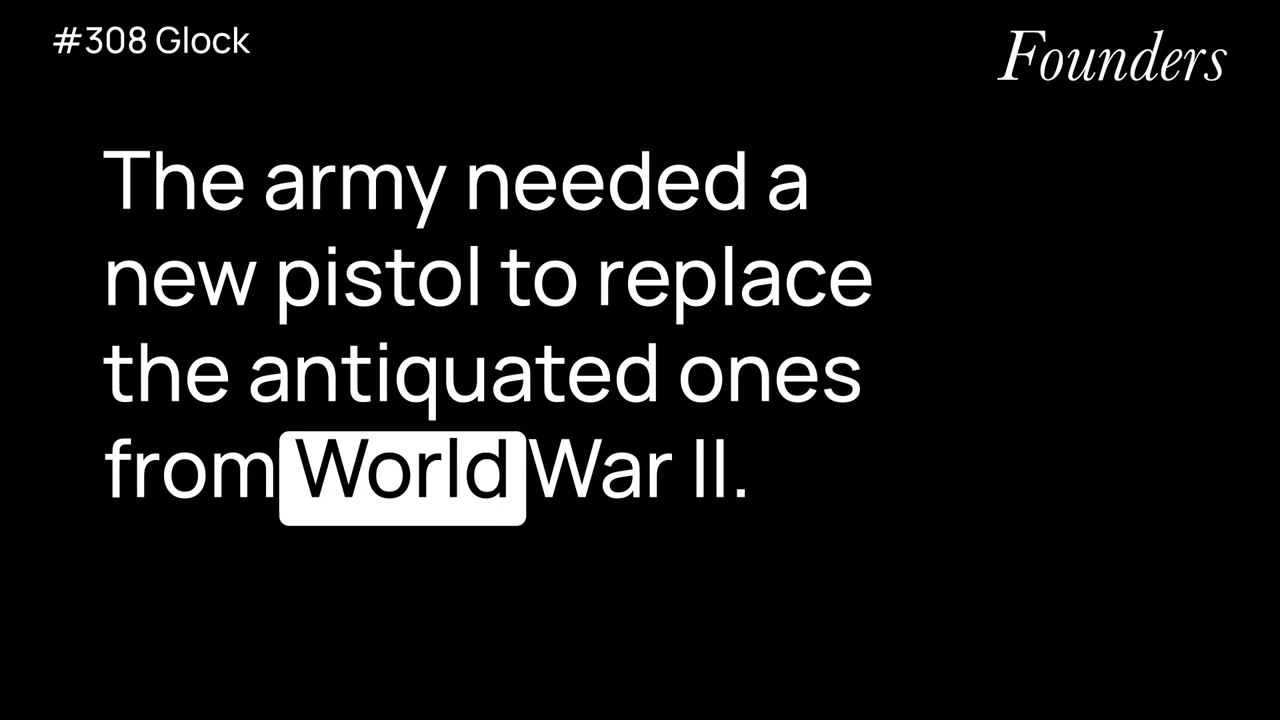 #308 Glock
Founders
The army needed a
new pistol to replace
the antiquated ones
from World War II.